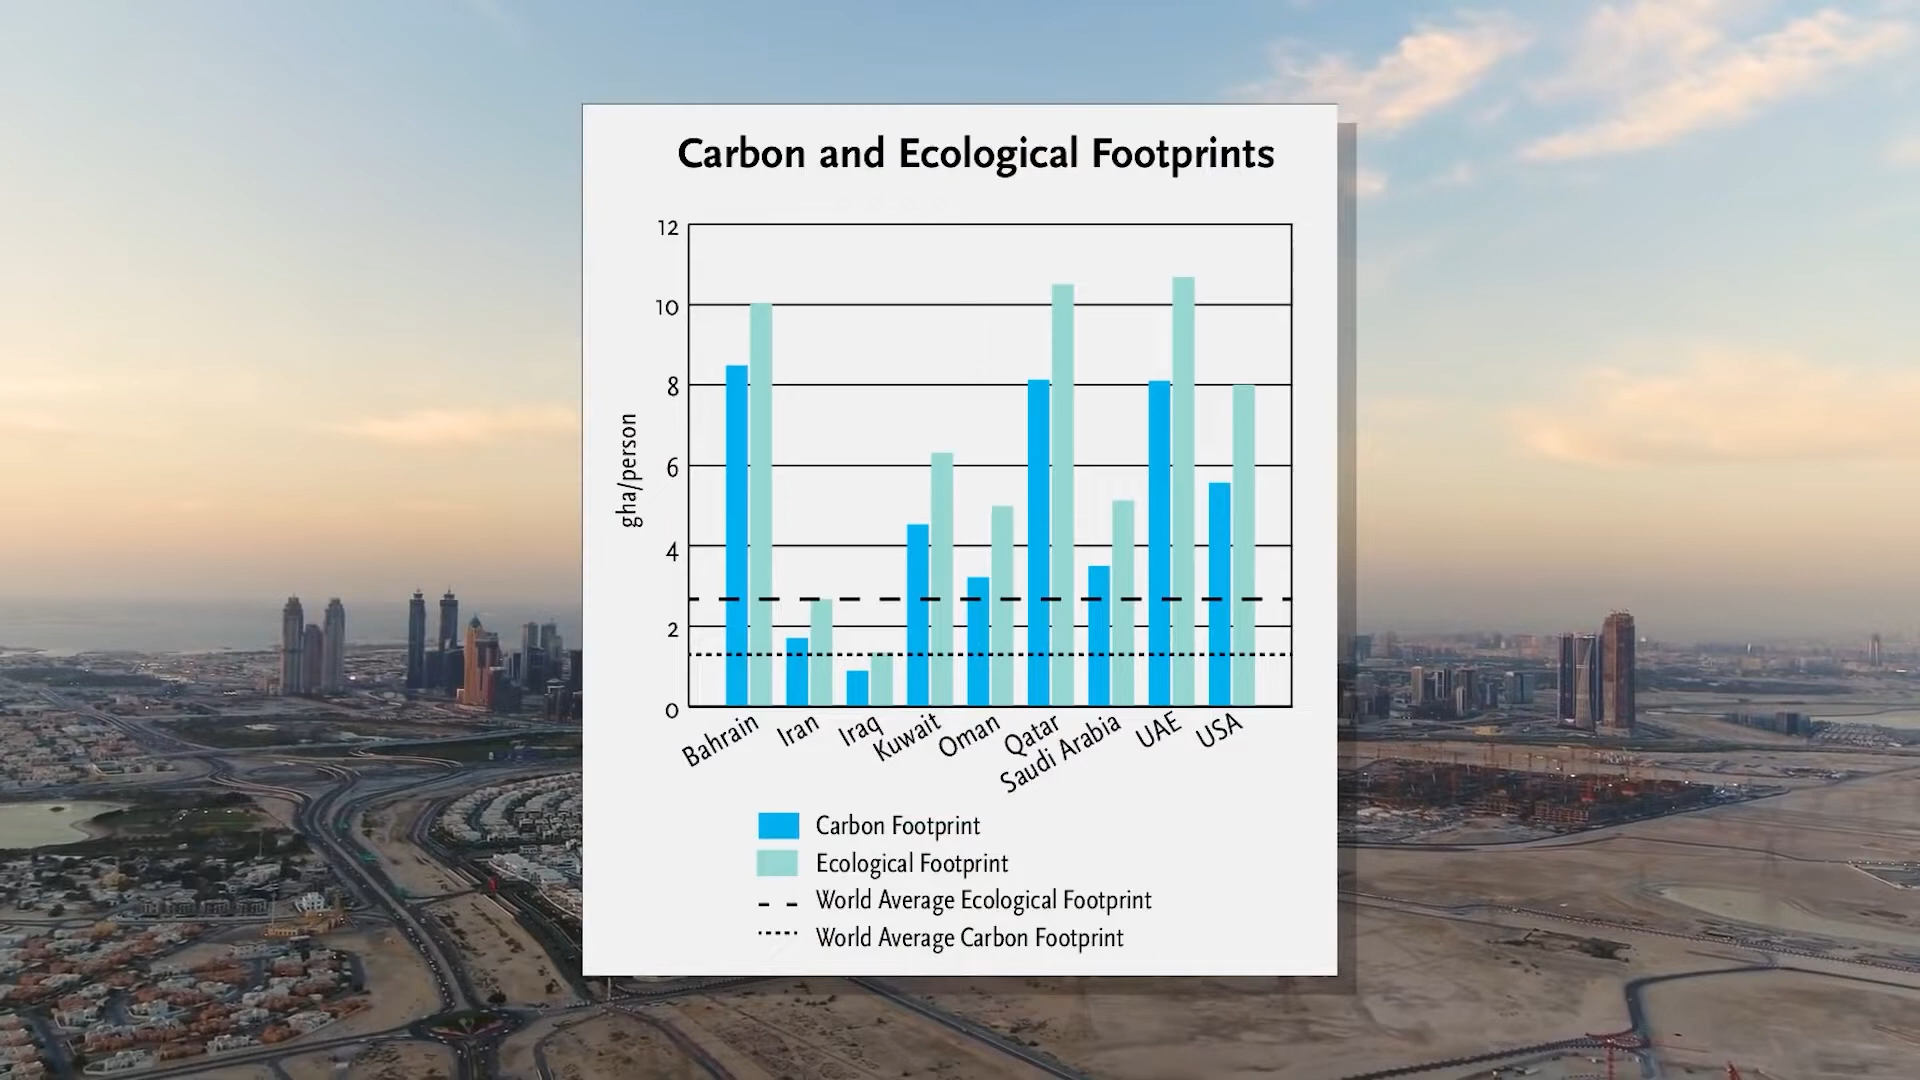 Carbon and Ecological Footprints
12
10
8
6
4
2
0
gha/person
Bahrain
Iran
Iraq
Kuwait
Oman
Qatar
Saudi Arabia
UAE
USA
Carbon Footprint
Ecological Footprint
World Average Ecological Footprint
World Average Carbon Footprint